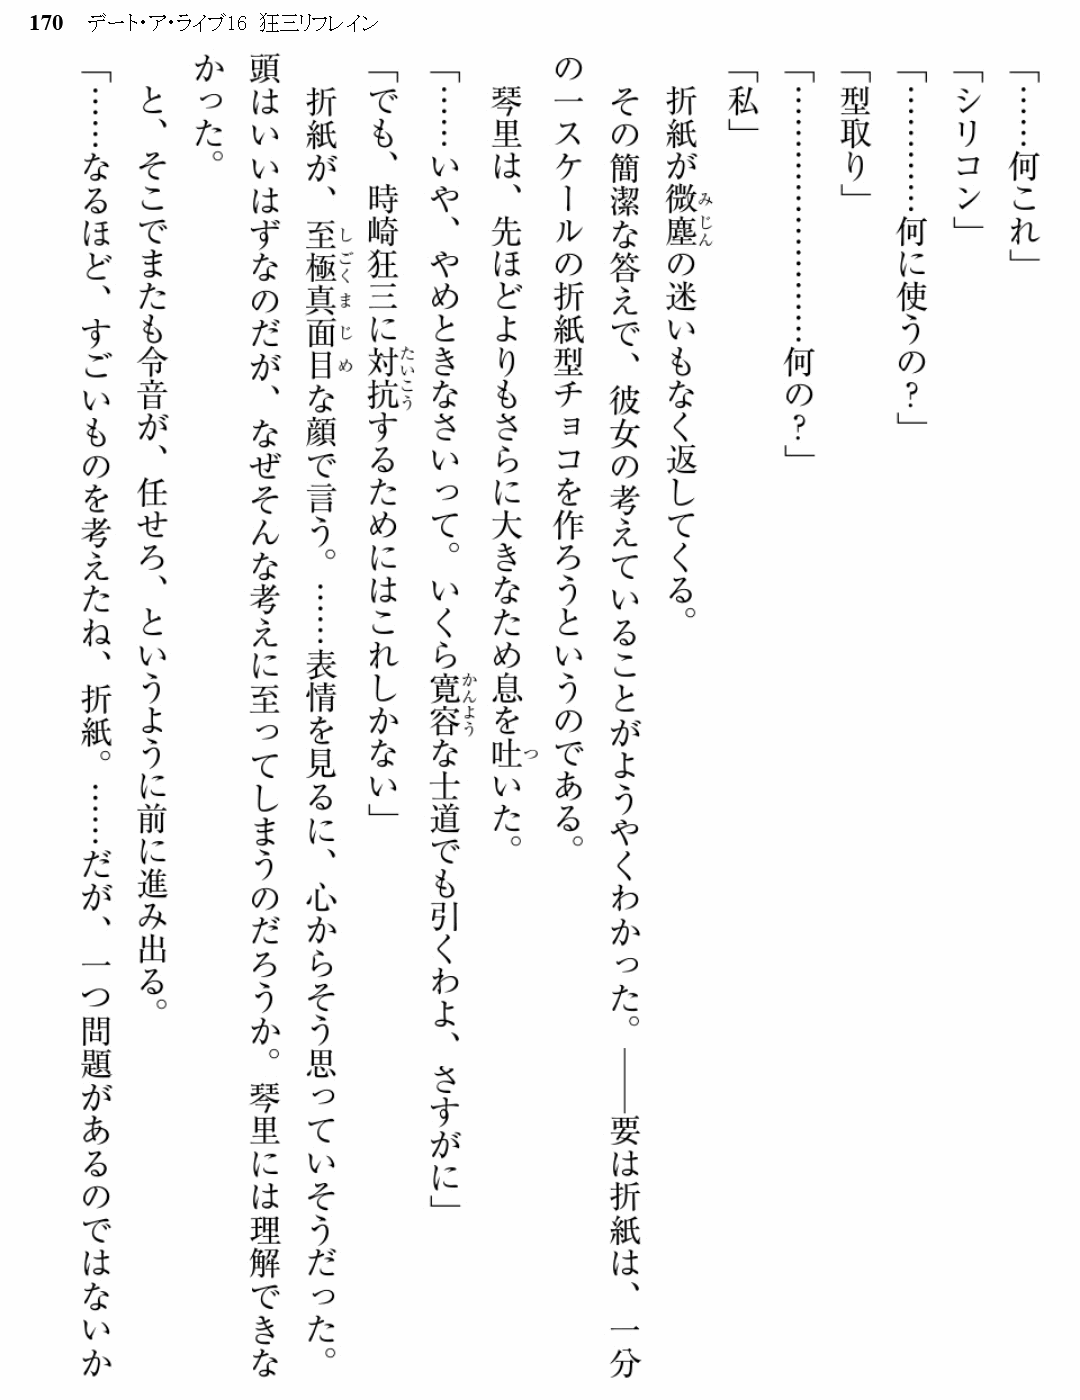 170 デート・ア・ライブ16 狂三リフレイン
「……何これ」
「シリコン」
「…………何に使うの？」
「型取り」
「……………………何の？」
「私」
　折紙が微塵の迷いもなく返してくる。
　その簡潔な答えで、彼女の考えていることがようやくわかった。――要は折紙は、一分
の一スケールの折紙型チョコを作ろうというのである。
　琴里は、先ほどよりもさらに大きなため息を吐いた。
「……いや、やめときなさいって。いくら寛容な士道でも引くわよ、さすがに」
「でも、時崎狂三に対抗するためにはこれしかない」
　折紙が、至極真面目な顔で言う。……表情を見るに、心からそう思っていそうだった。
頭はいいはずなのだが、なぜそんな考えに至ってしまうのだろうか。琴里には理解できな
かった。
　と、そこでまたも令音が、任せろ、というように前に進み出る。
「……なるほど、すごいものを考えたね、折紙。……だが、一つ問題があるのではないか